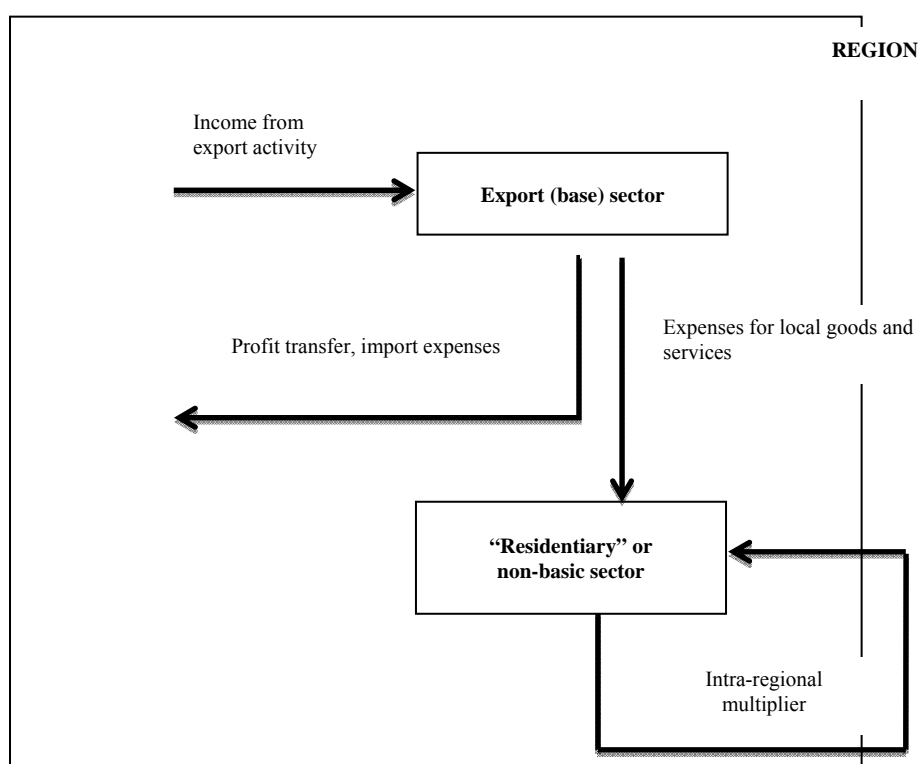 REGION
Income from
export activity
Export (base) sector
Profit transfer, import expenses
Expenses for local goods and
services
“Residentiary” or
non-basic sector
Intra-regional
multiplier